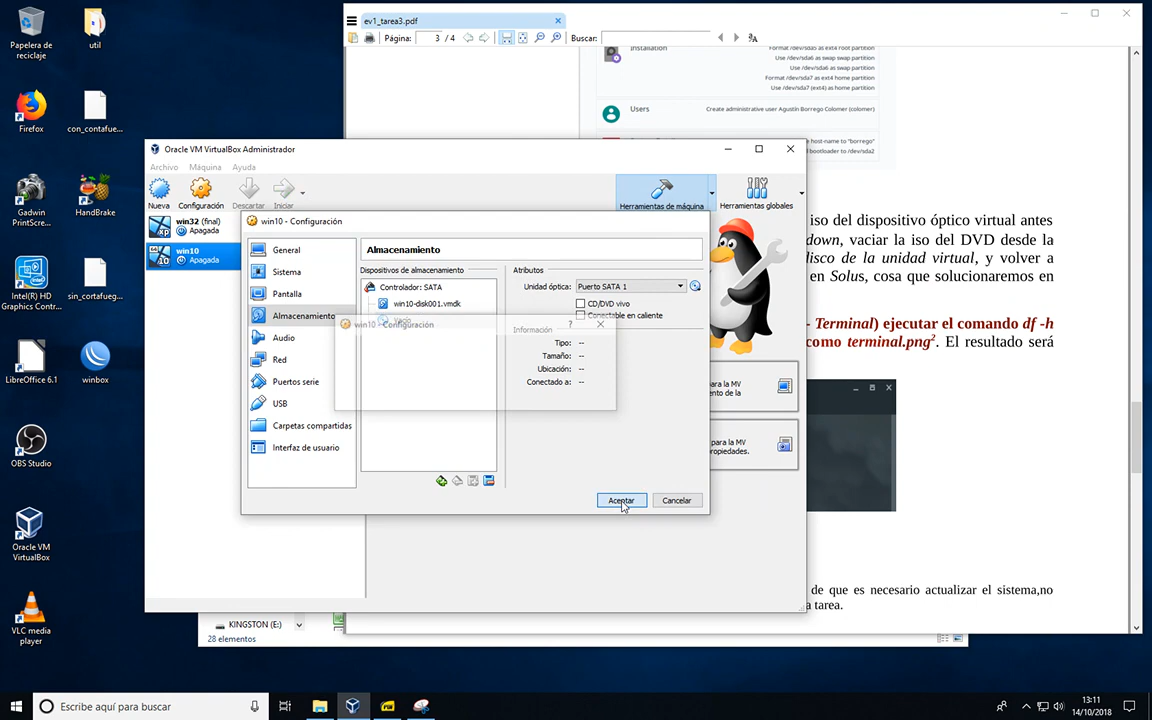 Papelera de
reciclaje
util
Firefox
con_contafue...
Gadwin
PrintScre...
HandBrake
Intel(R) HD
Graphics Contr...
sin_cortafueg...
LibreOffice 6.1
winbox
OBS Studio
Oracle VM
VirtualBox
VLC media
player
ev1_tarea3.pdf
Página:
3 / 4
Buscar:
Installation
Format /dev/sda5 as ext4 root partition
Use /dev/sda6 as swap swap partition
Format /dev/sda7 as ext4 home partition
Use /dev/sda7 (ext4) as home partition
Users
Create administrative user Agustín Borrego Colomer (colomer)
host-name to "borrego"
bootloader to /dev/sda2
iso del dispositivo óptico virtual antes
down, vaciar la iso del DVD desde la
isco de la unidad virtual, y volver a
en Solus, cosa que solucionaremos en
- Terminal) ejecutar el comando df -h
como terminal.png2. El resultado será
de que es necesario actualizar el sistema,no
a tarea.
Oracle VM VirtualBox Administrador
Archivo Máquina Ayuda
Nueva
Configuración
Descartar
Iniciar
Herramientas de máquina
Herramientas globales
win32 (final)
Apagada
win10
Apagada
para la MV
ento de la
para la MV
ropiedades.
win10 - Configuración
General
Sistema
Pantalla
Almacenamiento
Audio
Red
Puertos serie
USB
Carpetas compartidas
Interfaz de usuario
Almacenamiento
Dispositivos de almacenamiento
Controlador: SATA
win10-disk001.vmdk
Vacío
Atributos
Unidad óptica:
Puerto SATA 1
CD/DVD vivo
Conectable en caliente
Información
Tipo: --
Tamaño: --
Ubicación: --
Conectado a: --
win10 - Configuración
?
Aceptar
Cancelar
KINGSTON (E:)
28 elementos
Escribe aquí para buscar
13:11
14/10/2018